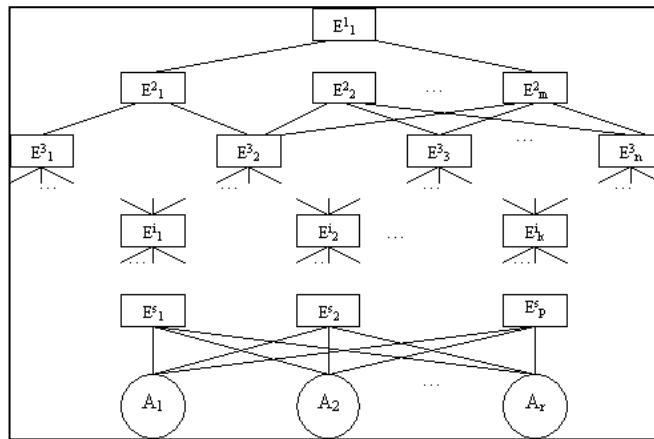 E¹₁
E²₁ E²₂ ... E²ₘ
E³₁ E³₂ E³₃ ... E³ₙ
... ... ... ...
Eⁱ₁ Eⁱ₂ ... Eⁱₖ
... ... ...
Eˢ₁ Eˢ₂ Eˢₚ
A₁ A₂ ... Aᵣ